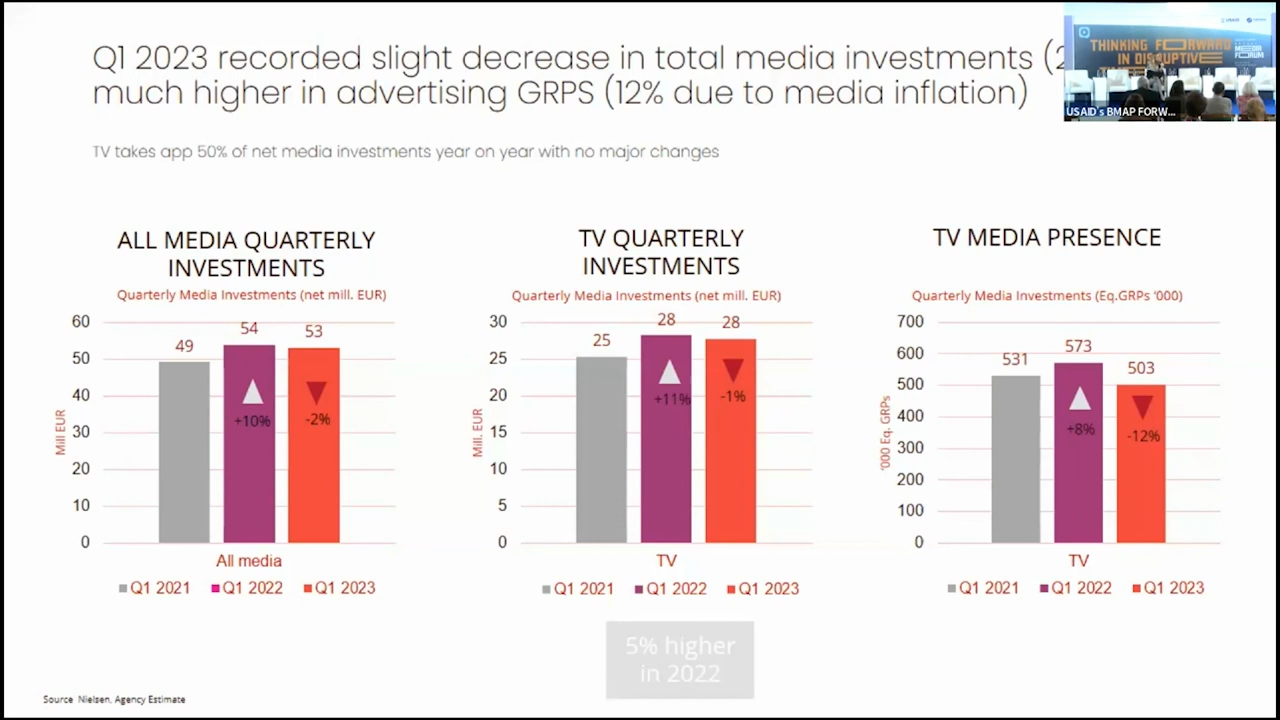 Q1 2023 recorded slight decrease in total media investments (2
much higher in advertising GRPS (12% due to media inflation)
TV takes app 50% of net media investments year on year with no major changes
THINKING FORWARD
IN DISRUPTIVE
MEDIA
FORUM
USAID's BMAP FORW...
ALL MEDIA QUARTERLY
INVESTMENTS
Quarterly Media Investments (net mill. EUR)
60
50
40
30
20
10
0
Mill EUR
49
54
53
+10%
-2%
All media
Q1 2021
Q1 2022
Q1 2023
TV QUARTERLY
INVESTMENTS
Quarterly Media Investments (net mill. EUR)
30
25
20
15
10
5
0
Mill. EUR
25
28
28
+11%
-1%
TV
Q1 2021
Q1 2022
Q1 2023
TV MEDIA PRESENCE
Quarterly Media Investments (Eq.GRPs '000)
700
600
500
400
300
200
100
0
'000 Eq. GRPs
531
573
503
+8%
-12%
TV
Q1 2021
Q1 2022
Q1 2023
5% higher
in 2022
Source Nielsen, Agency Estimate